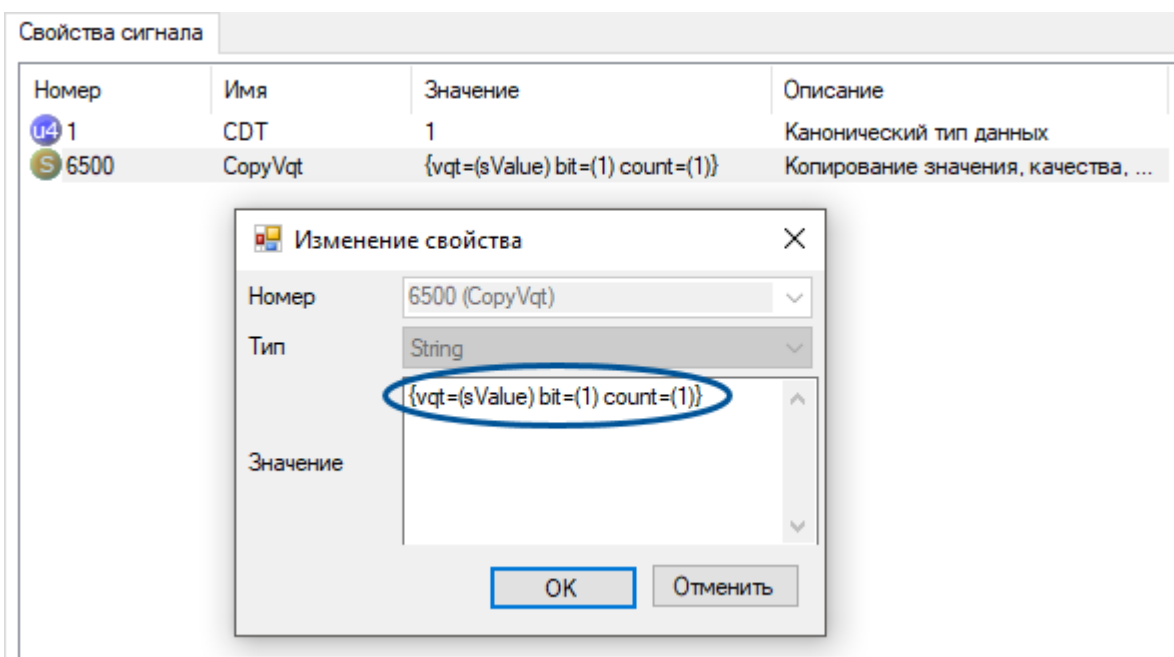 Свойства сигнала
Номер Имя Значение Описание
u4 1 CDT 1 Канонический тип данных
S 6500 CopyVqt {vqt=(sValue) bit=(1) count=(1)} Копирование значения, качества, ...
Изменение свойства
Номер 6500 (CopyVqt)
Тип String
{vqt=(sValue) bit=(1) count=(1)}
Значение
OK Отменить